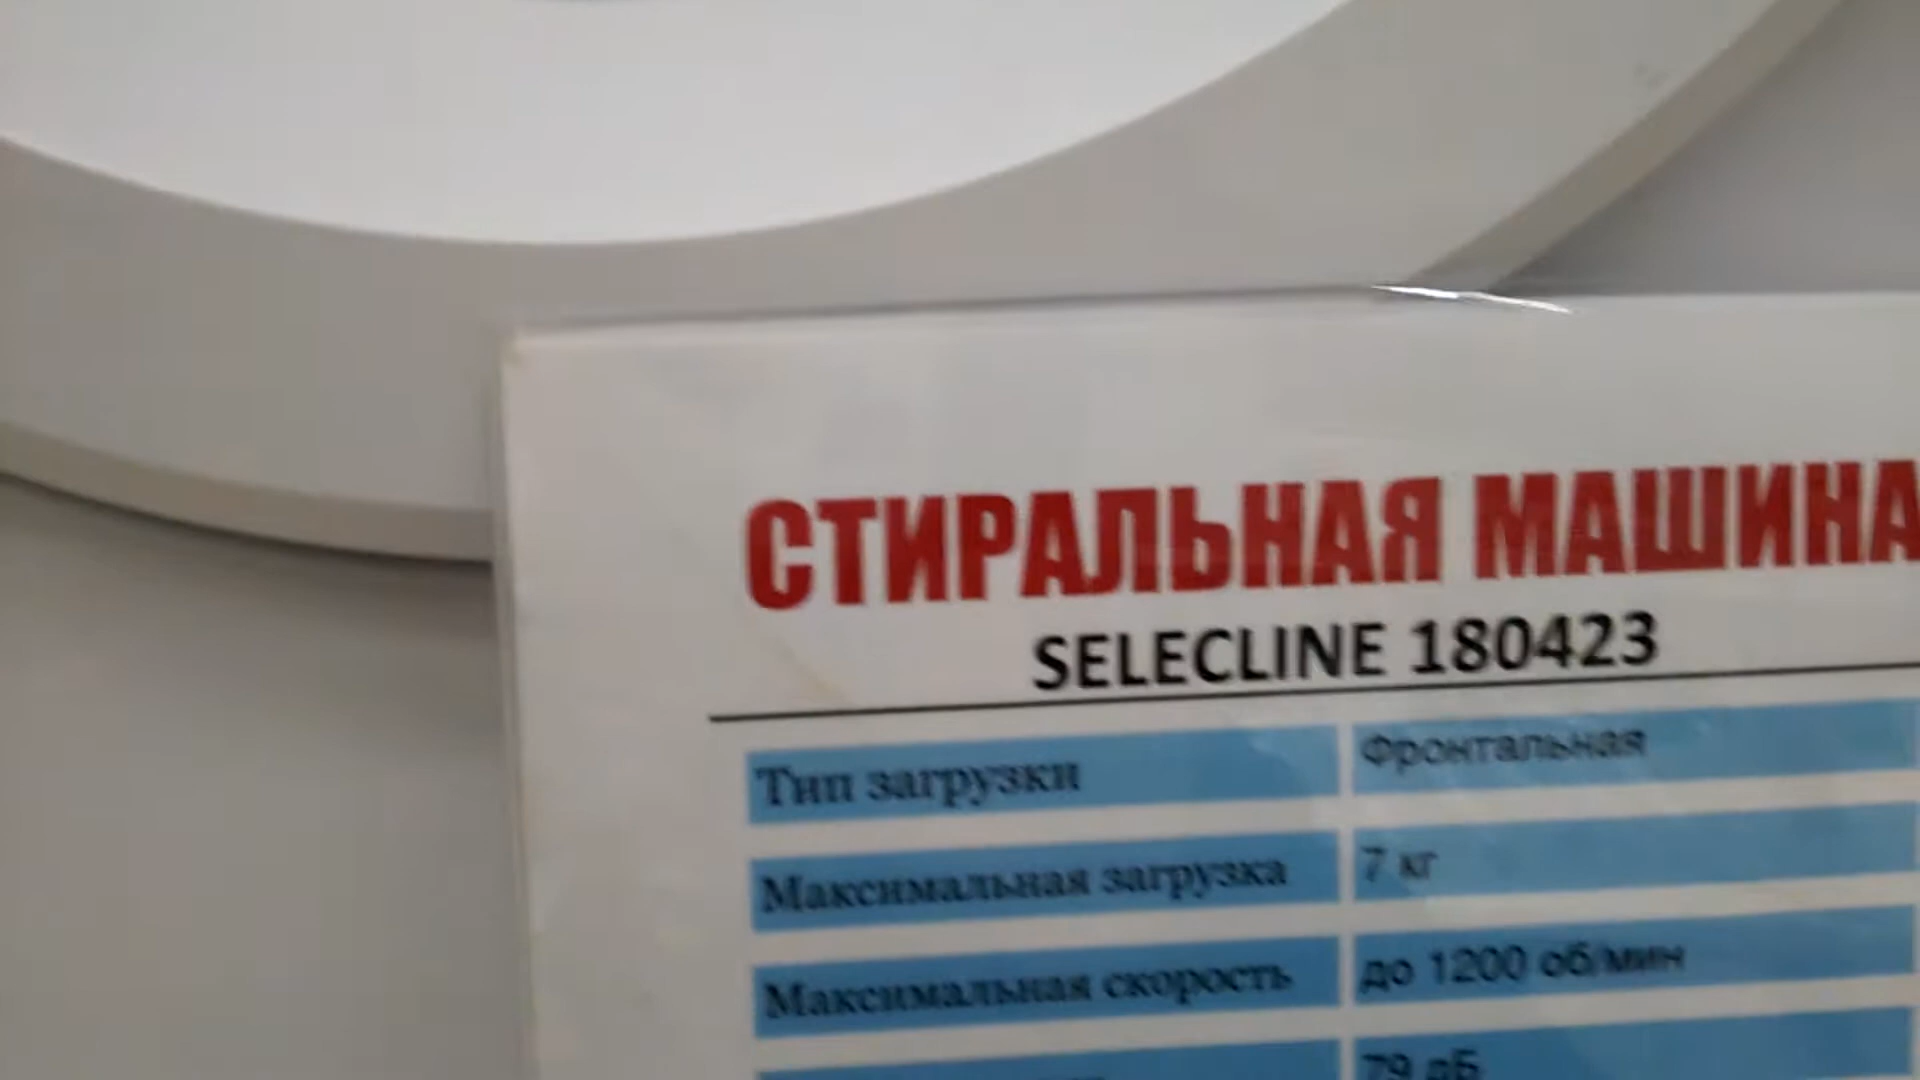 СТИРАЛЬНАЯ МАШИНА
SELECLINE 180423
Тип загрузки Фронтальная
Максимальная загрузка 7 кг
Максимальная скорость до 1200 об/мин
79 дБ